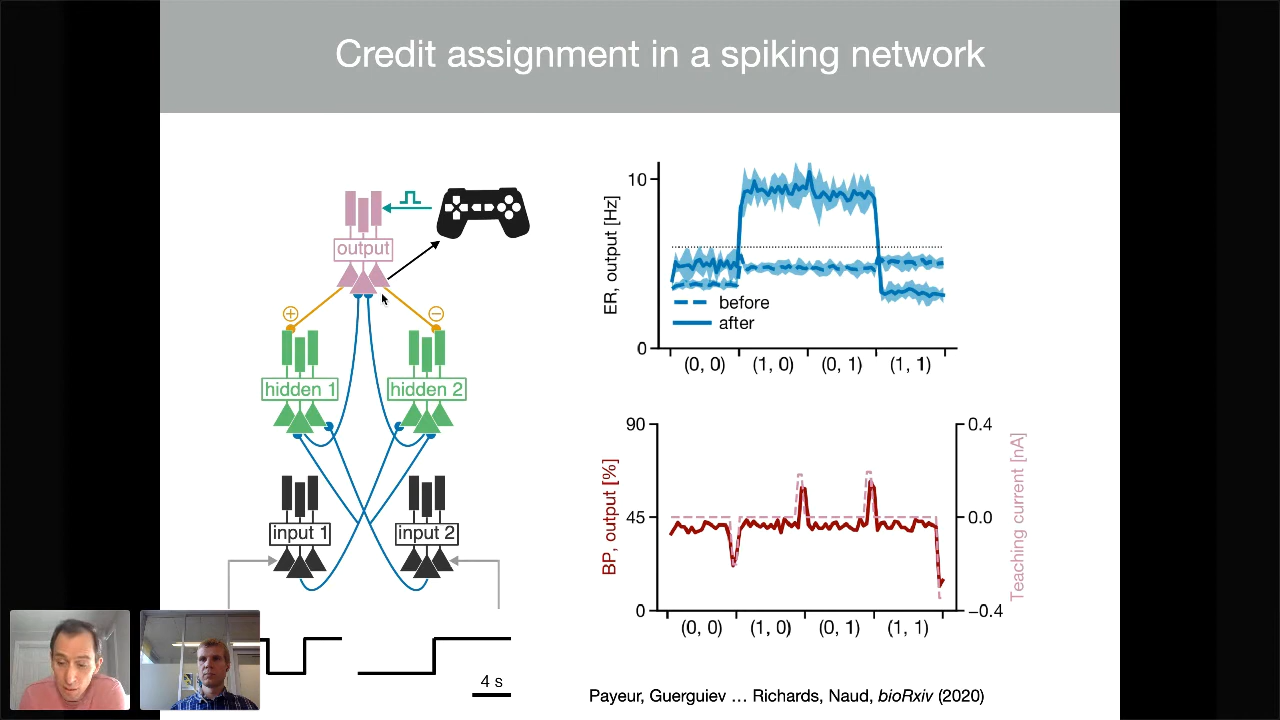 Credit assignment in a spiking network
output
+
−
hidden 1
hidden 2
input 1
input 2
4 s
ER, output [Hz]
10
0
before
after
(0, 0)
(1, 0)
(0, 1)
(1, 1)
BP, output [%]
90
45
0
0.4
0.0
−0.4
Teaching current [nA]
(0, 0)
(1, 0)
(0, 1)
(1, 1)
Payeur, Guerguiev … Richards, Naud, bioRxiv (2020)